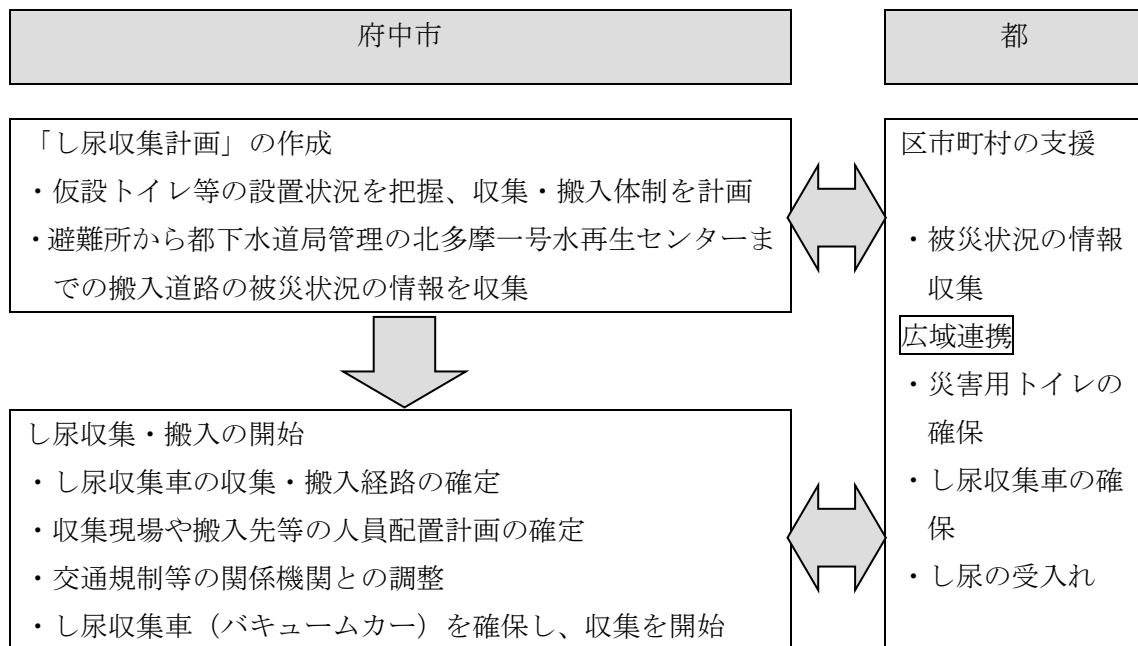 府中市
都
「し尿収集計画」の作成
・仮設トイレ等の設置状況を把握、収集・搬入体制を計画
・避難所から都下水道局管理の北多摩一号水再生センターま
での搬入道路の被災状況の情報を収集
し尿収集・搬入の開始
・し尿収集車の収集・搬入経路の確定
・収集現場や搬入先等の人員配置計画の確定
・交通規制等の関係機関との調整
・し尿収集車（バキュームカー）を確保し、収集を開始
区市町村の支援
・被災状況の情報
収集
広域連携
・災害用トイレの
確保
・し尿収集車の確
保
・し尿の受入れ